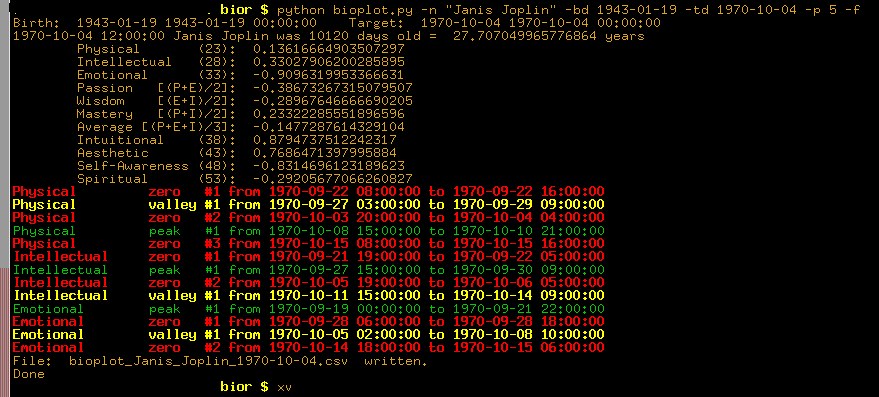 . . bior $ python bioplot.py -n "Janis Joplin" -bd 1943-01-19 -td 1970-10-04 -p 5 -f
Birth: 1943-01-19 1943-01-19 00:00:00 Target: 1970-10-04 1970-10-04 00:00:00
1970-10-04 12:00:00 Janis Joplin was 10120 days old = 27.707049965776864 years
Physical (23): 0.13616664903507297
Intellectual (28): 0.33027906200285895
Emotional (33): -0.9096319953366631
Passion [(P+E)/2]: -0.38673267315079507
Wisdom [(E+I)/2]: -0.28967646666690205
Mastery [(P+I)/2]: 0.23322285551896596
Average [(P+E+I)/3]: -0.1477287614329104
Intuitional (38): 0.8794737512242317
Aesthetic (43): 0.7686471397995884
Self-Awareness (48): -0.8314696123189623
Spiritual (53): -0.29205677066260827
Physical zero #1 from 1970-09-22 08:00:00 to 1970-09-22 16:00:00
Physical valley #1 from 1970-09-27 03:00:00 to 1970-09-29 09:00:00
Physical zero #2 from 1970-10-03 20:00:00 to 1970-10-04 04:00:00
Physical peak #1 from 1970-10-08 15:00:00 to 1970-10-10 21:00:00
Physical zero #3 from 1970-10-15 08:00:00 to 1970-10-15 16:00:00
Intellectual zero #1 from 1970-09-21 19:00:00 to 1970-09-22 05:00:00
Intellectual peak #1 from 1970-09-27 15:00:00 to 1970-09-30 09:00:00
Intellectual zero #2 from 1970-10-05 19:00:00 to 1970-10-06 05:00:00
Intellectual valley #1 from 1970-10-11 15:00:00 to 1970-10-14 09:00:00
Emotional peak #1 from 1970-09-19 00:00:00 to 1970-09-21 22:00:00
Emotional zero #1 from 1970-09-28 06:00:00 to 1970-09-28 18:00:00
Emotional valley #1 from 1970-10-05 02:00:00 to 1970-10-08 10:00:00
Emotional zero #2 from 1970-10-14 18:00:00 to 1970-10-15 06:00:00
File: bioplot_Janis_Joplin_1970-10-04.csv written.
Done
bior $ xv